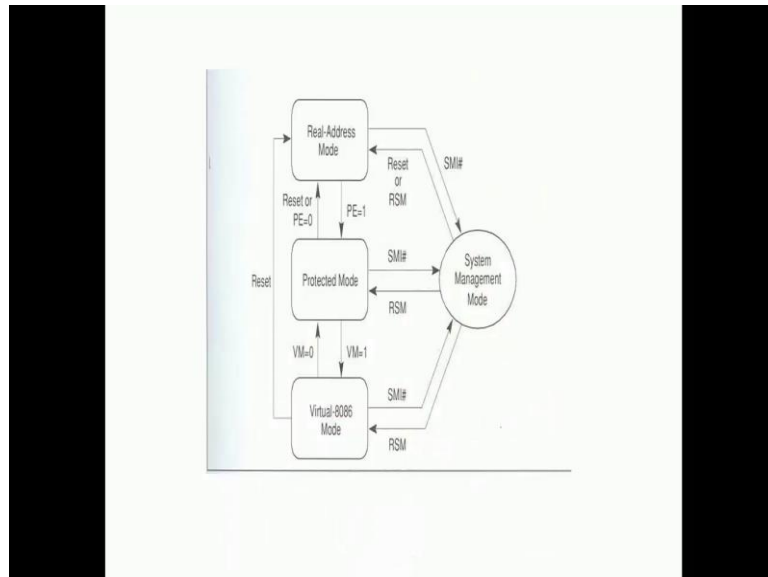 Real-Address
Mode
SMI#
Reset
or
RSM
Reset or
PE=0
PE=1
System
Management
Mode
SMI#
Reset
Protected Mode
RSM
VM=0
VM=1
SMI#
Virtual-8086
Mode
RSM